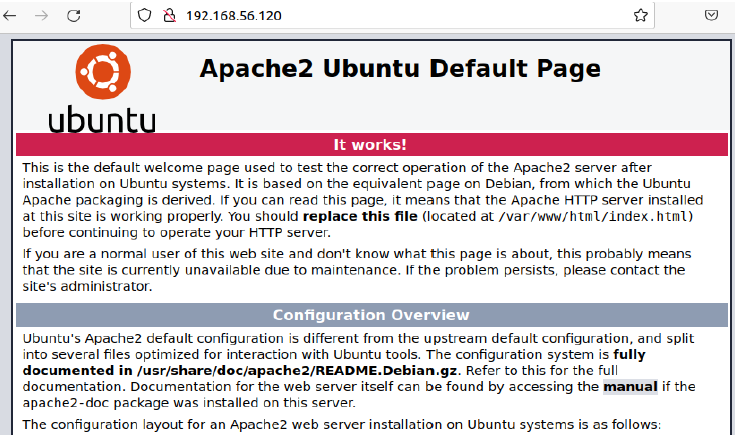 192.168.56.120
Apache2 Ubuntu Default Page
ubuntu
It works!
This is the default welcome page used to test the correct operation of the Apache2 server after
installation on Ubuntu systems. It is based on the equivalent page on Debian, from which the Ubuntu
Apache packaging is derived. If you can read this page, it means that the Apache HTTP server installed
at this site is working properly. You should replace this file (located at /var/www/html/index.html)
before continuing to operate your HTTP server.
If you are a normal user of this web site and don't know what this page is about, this probably means
that the site is currently unavailable due to maintenance. If the problem persists, please contact the
site's administrator.
Configuration Overview
Ubuntu's Apache2 default configuration is different from the upstream default configuration, and split
into several files optimized for interaction with Ubuntu tools. The configuration system is fully
documented in /usr/share/doc/apache2/README.Debian.gz. Refer to this for the full
documentation. Documentation for the web server itself can be found by accessing the manual if the
apache2-doc package was installed on this server.
The configuration layout for an Apache2 web server installation on Ubuntu systems is as follows: